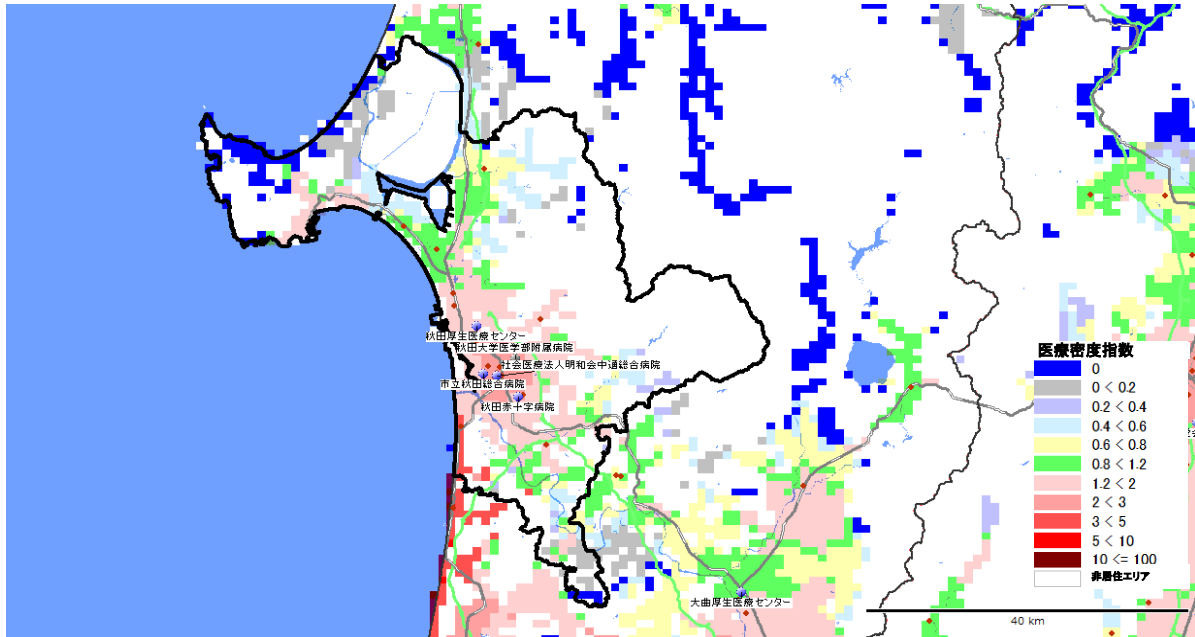 秋田厚生医療センター
秋田大学医学部附属病院
社会医療法人明和会中通総合病院
市立秋田総合病院
秋田赤十字病院
大曲厚生医療センター
医療密度指数
0
0 < 0.2
0.2 < 0.4
0.4 < 0.6
0.6 < 0.8
0.8 < 1.2
1.2 < 2
2 < 3
3 < 5
5 < 10
10 <= 100
非居住エリア
40 km